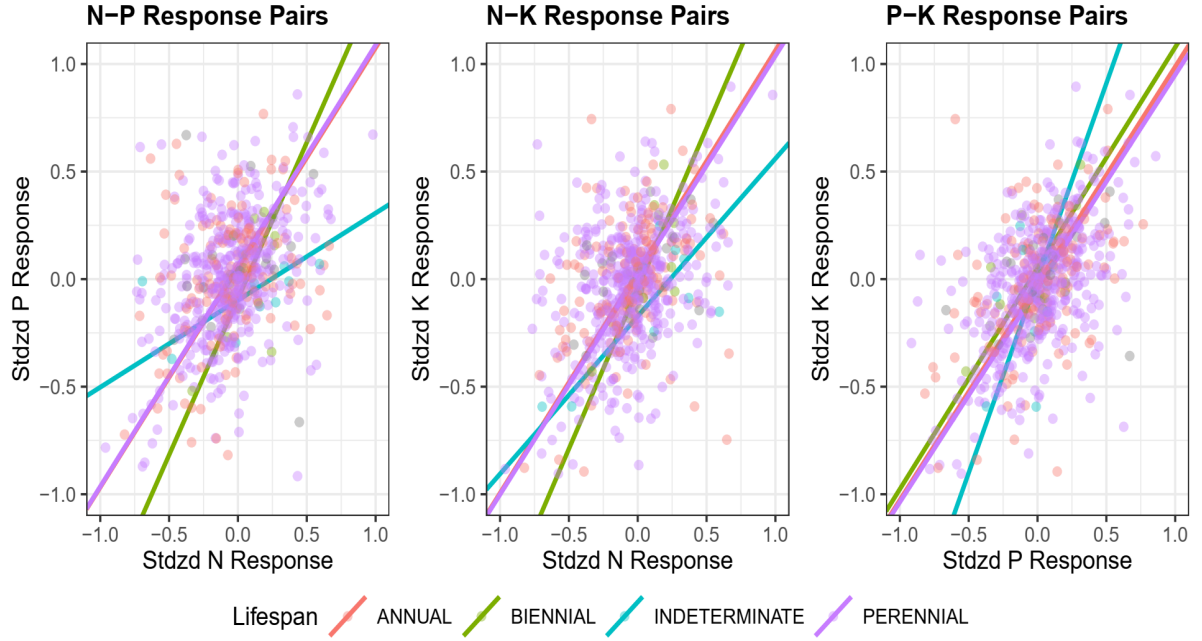 N−P Response Pairs
N−K Response Pairs
P−K Response Pairs
Stdzd P Response
1.0
0.5
0.0
−0.5
−1.0
−1.0 −0.5 0.0 0.5 1.0
Stdzd N Response
Stdzd K Response
1.0
0.5
0.0
−0.5
−1.0
−1.0 −0.5 0.0 0.5 1.0
Stdzd N Response
Stdzd K Response
1.0
0.5
0.0
−0.5
−1.0
−1.0 −0.5 0.0 0.5 1.0
Stdzd P Response
Lifespan ANNUAL BIENNIAL INDETERMINATE PERENNIAL